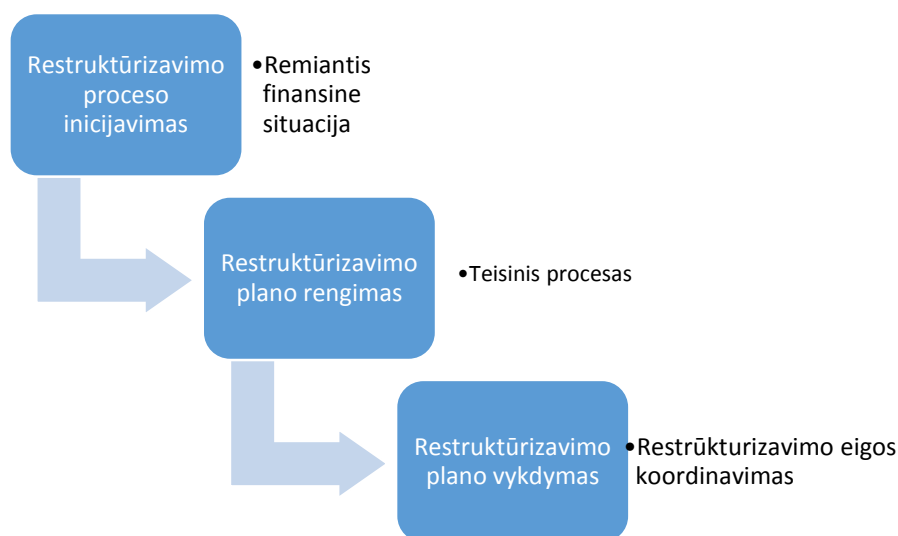 Restruktūrizavimo
proceso
inicijavimas
•Remiantis
finansine
situacija
Restruktūrizavimo
plano rengimas
•Teisinis procesas
Restruktūrizavimo
plano vykdymas
•Restrūkturizavimo eigos
koordinavimas